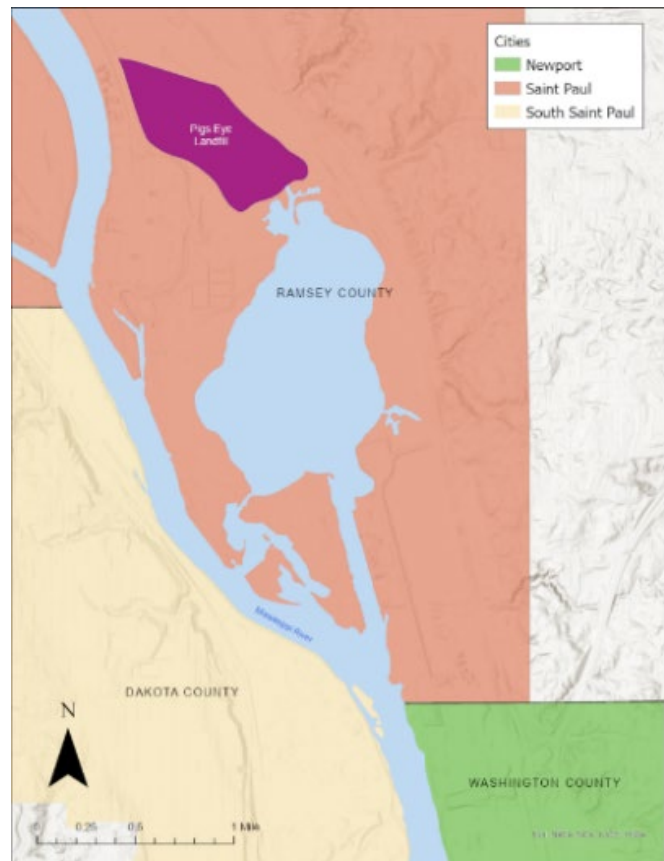 Cities
Newport
Saint Paul
South Saint Paul
Pigs Eye
Landfill
RAMSEY COUNTY
Mississippi River
DAKOTA COUNTY
N
WASHINGTON COUNTY
0 0.25 0.5 1 Mile